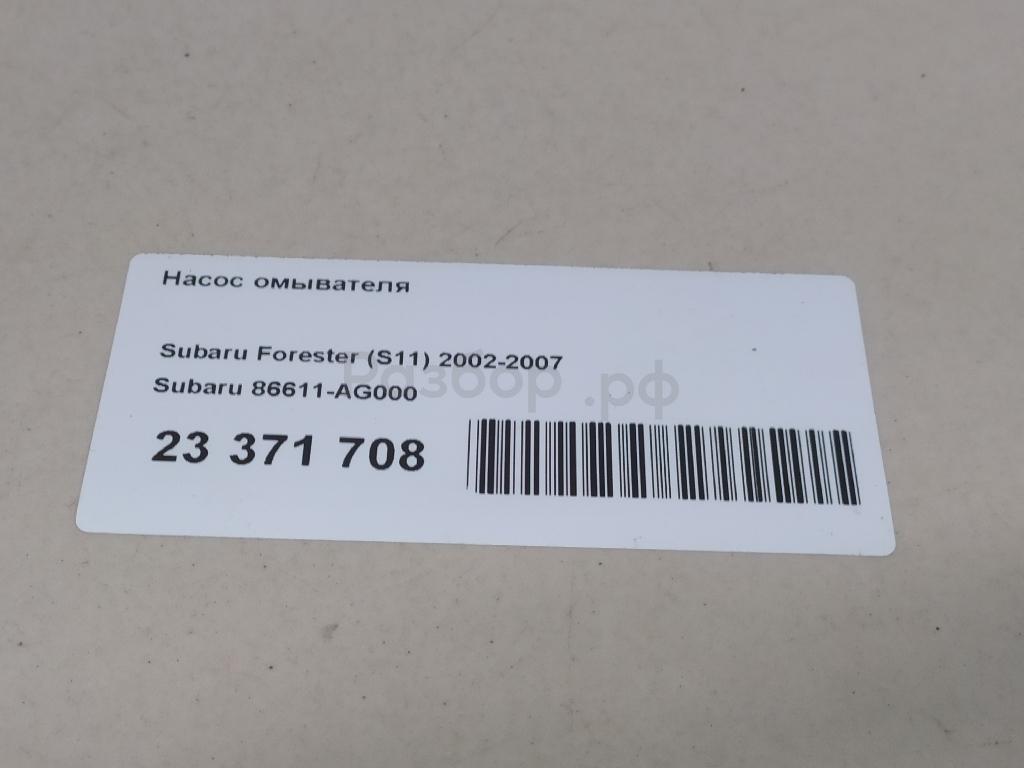 Насос омывателя
Subaru Forester (S11) 2002-2007
Разбор.рф
Subaru 86611-AG000
23 371 708